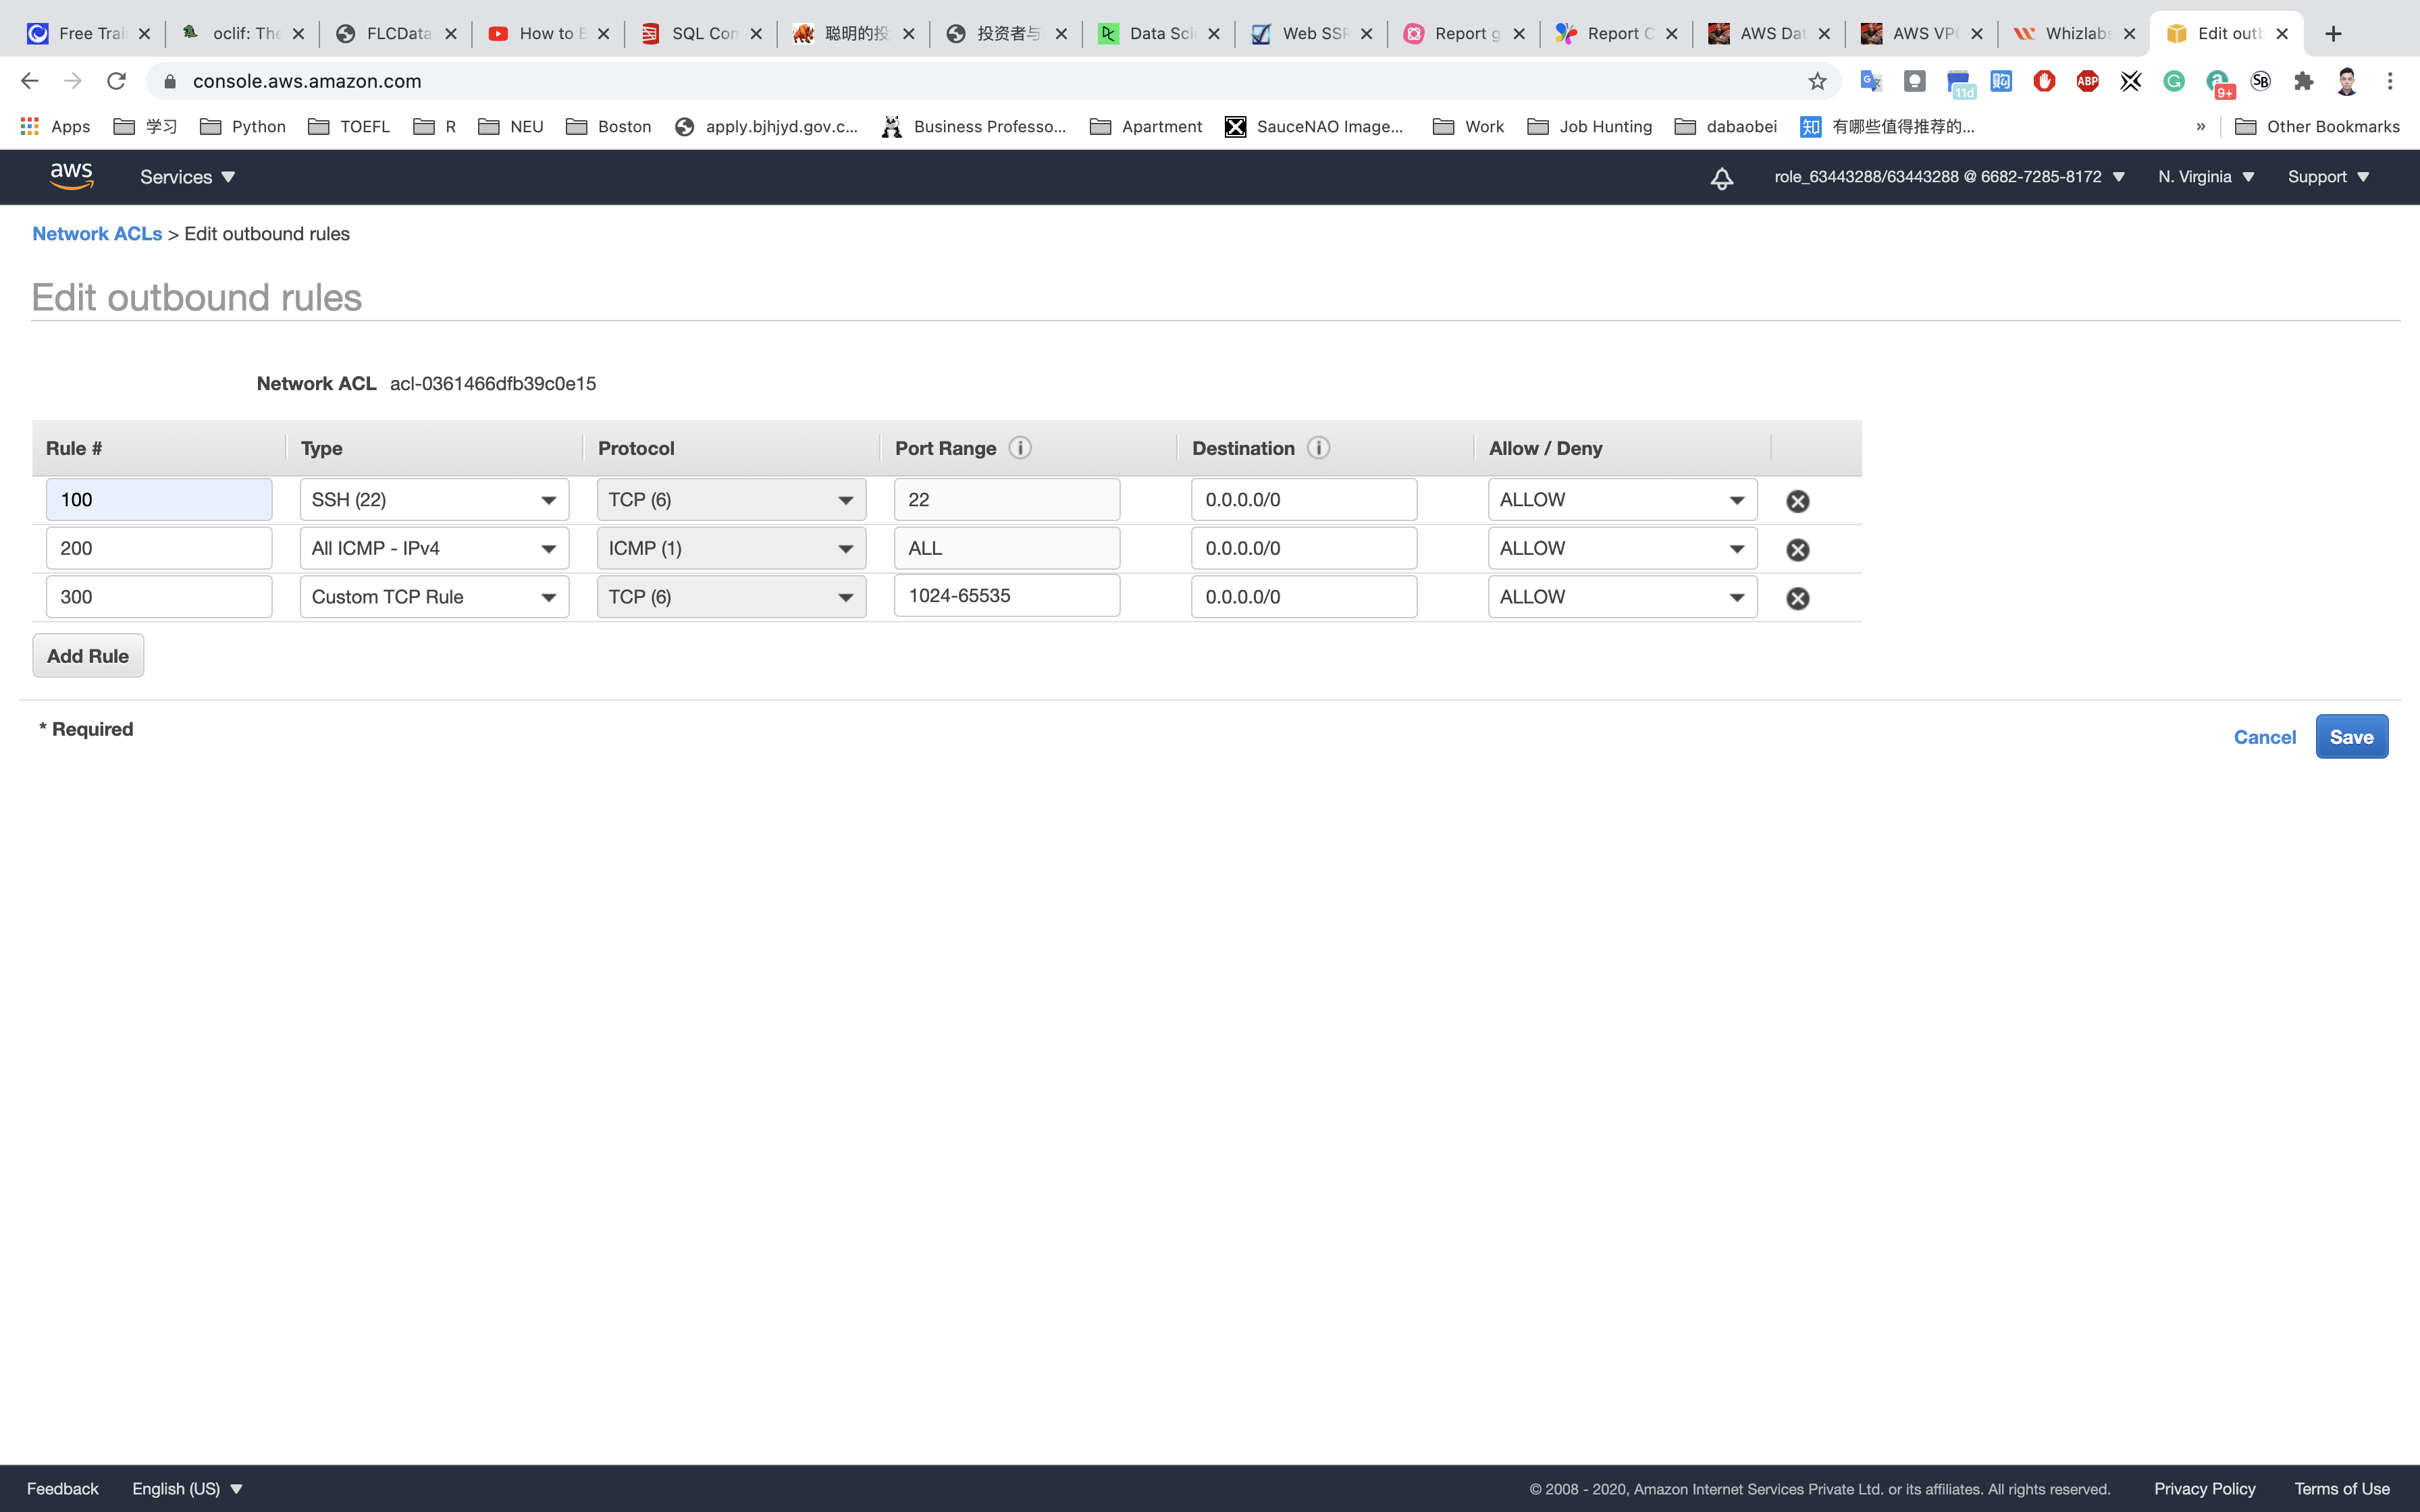 Free Trai
oclif: The
FLCData
How to E
SQL Con
聪明的投
投资者与
Data Sci
Web SSR
Report g
Report C
AWS Dat
AWS VPC
Whizlabs
Edit outb
console.aws.amazon.com
11d
ABP
9+
SB
Apps
学习
Python
TOEFL
R
NEU
Boston
apply.bjhjyd.gov.c...
Business Professo...
Apartment
SauceNAO Image...
Work
Job Hunting
dabaobei
知 有哪些值得推荐的...
»
Other Bookmarks
aws
Services
role_63443288/63443288 @ 6682-7285-8172
N. Virginia
Support
Network ACLs > Edit outbound rules
Edit outbound rules
Network ACL acl-0361466dfb39c0e15
Rule # Type Protocol Port Range Destination Allow / Deny
100 SSH (22) TCP (6) 22 0.0.0.0/0 ALLOW
200 All ICMP - IPv4 ICMP (1) ALL 0.0.0.0/0 ALLOW
300 Custom TCP Rule TCP (6) 1024-65535 0.0.0.0/0 ALLOW
Add Rule
* Required
Cancel
Save
Feedback
English (US)
© 2008 - 2020, Amazon Internet Services Private Ltd. or its affiliates. All rights reserved.
Privacy Policy
Terms of Use